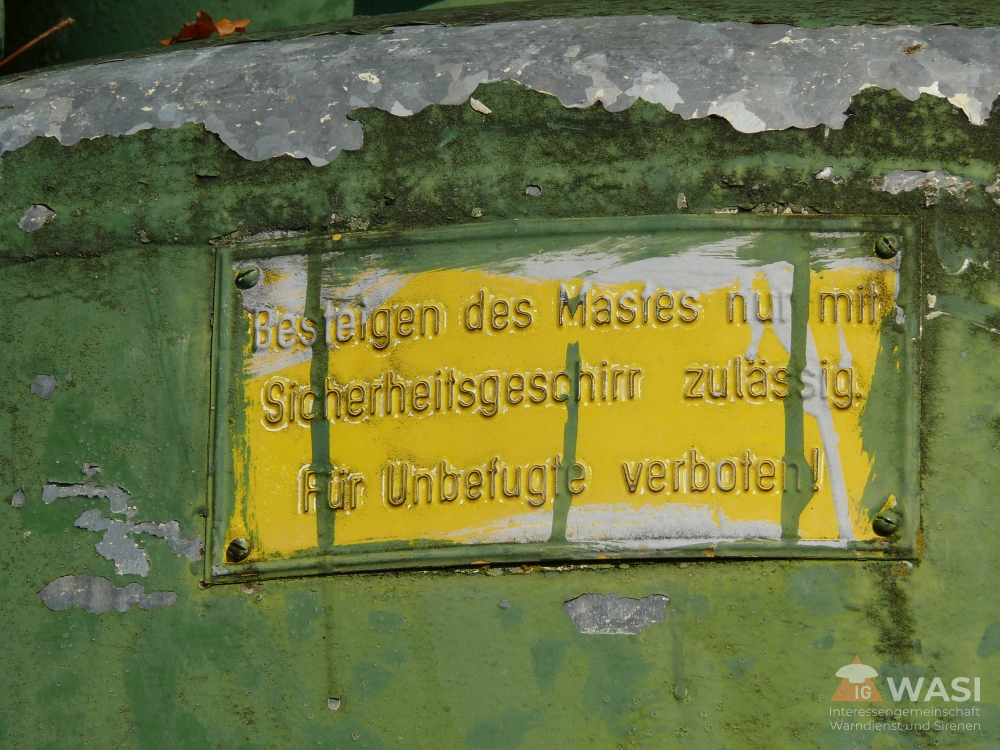 Besteigen des Mastes nur mit
Sicherheitsgeschirr zulässig.
Für Unbefugte verboten!
IG WASI
Interessengemeinschaft
Warndienst und Sirenen